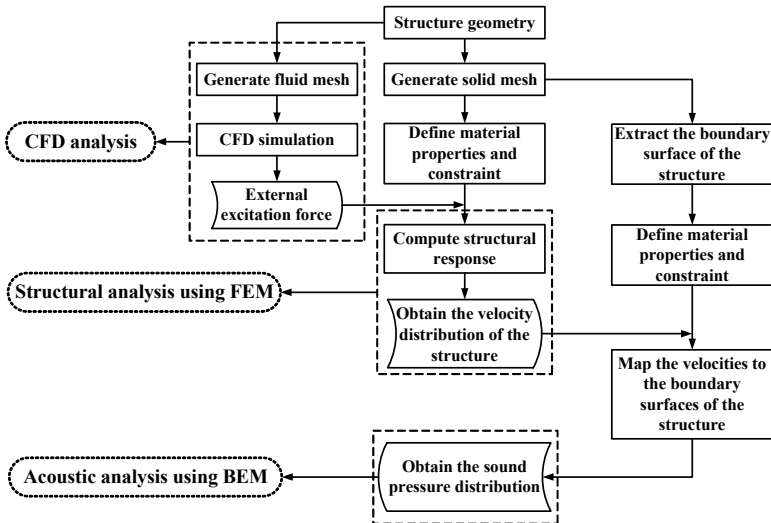 Structure geometry
Generate fluid mesh
Generate solid mesh
CFD analysis
CFD simulation
Define material
properties and
constraint
Extract the boundary
surface of the
structure
External
excitation force
Compute structural
response
Define material
properties and
constraint
Structural analysis using FEM
Obtain the velocity
distribution of the
structure
Map the velocities to
the boundary
surfaces of the
structure
Acoustic analysis using BEM
Obtain the sound
pressure distribution